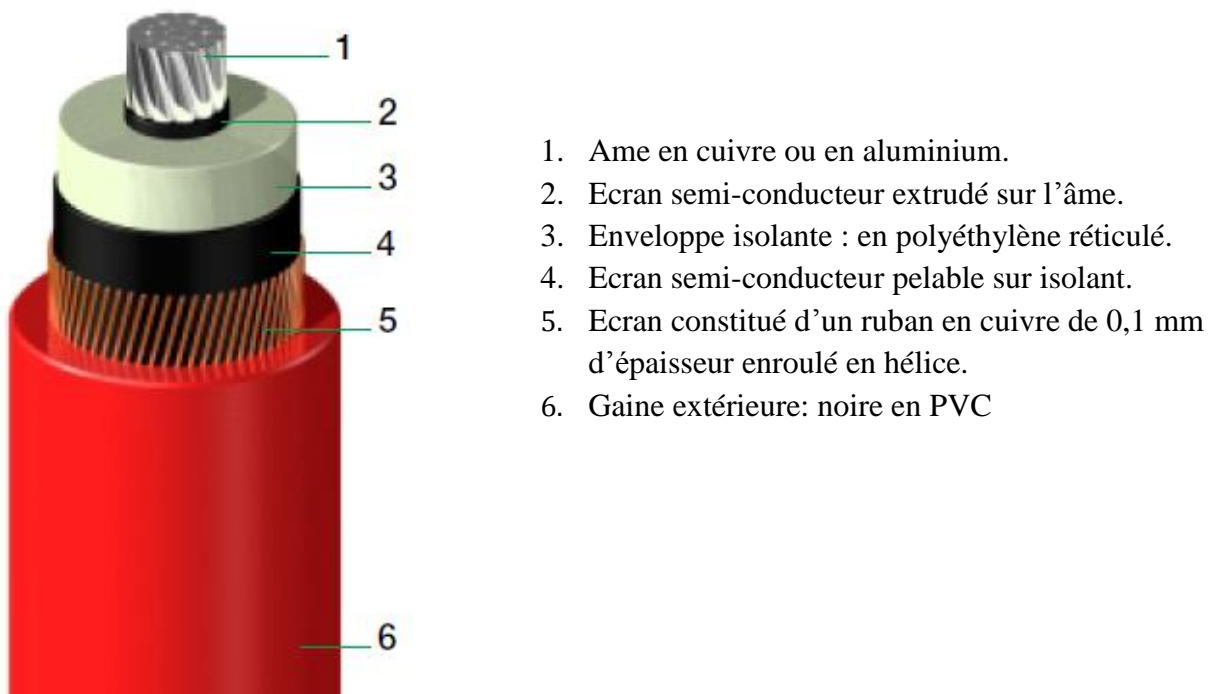 1
2
3
4
5
6
1. Ame en cuivre ou en aluminium.
2. Ecran semi-conducteur extrudé sur l’âme.
3. Enveloppe isolante : en polyéthylène réticulé.
4. Ecran semi-conducteur pelable sur isolant.
5. Ecran constitué d’un ruban en cuivre de 0,1 mm
d’épaisseur enroulé en hélice.
6. Gaine extérieure: noire en PVC